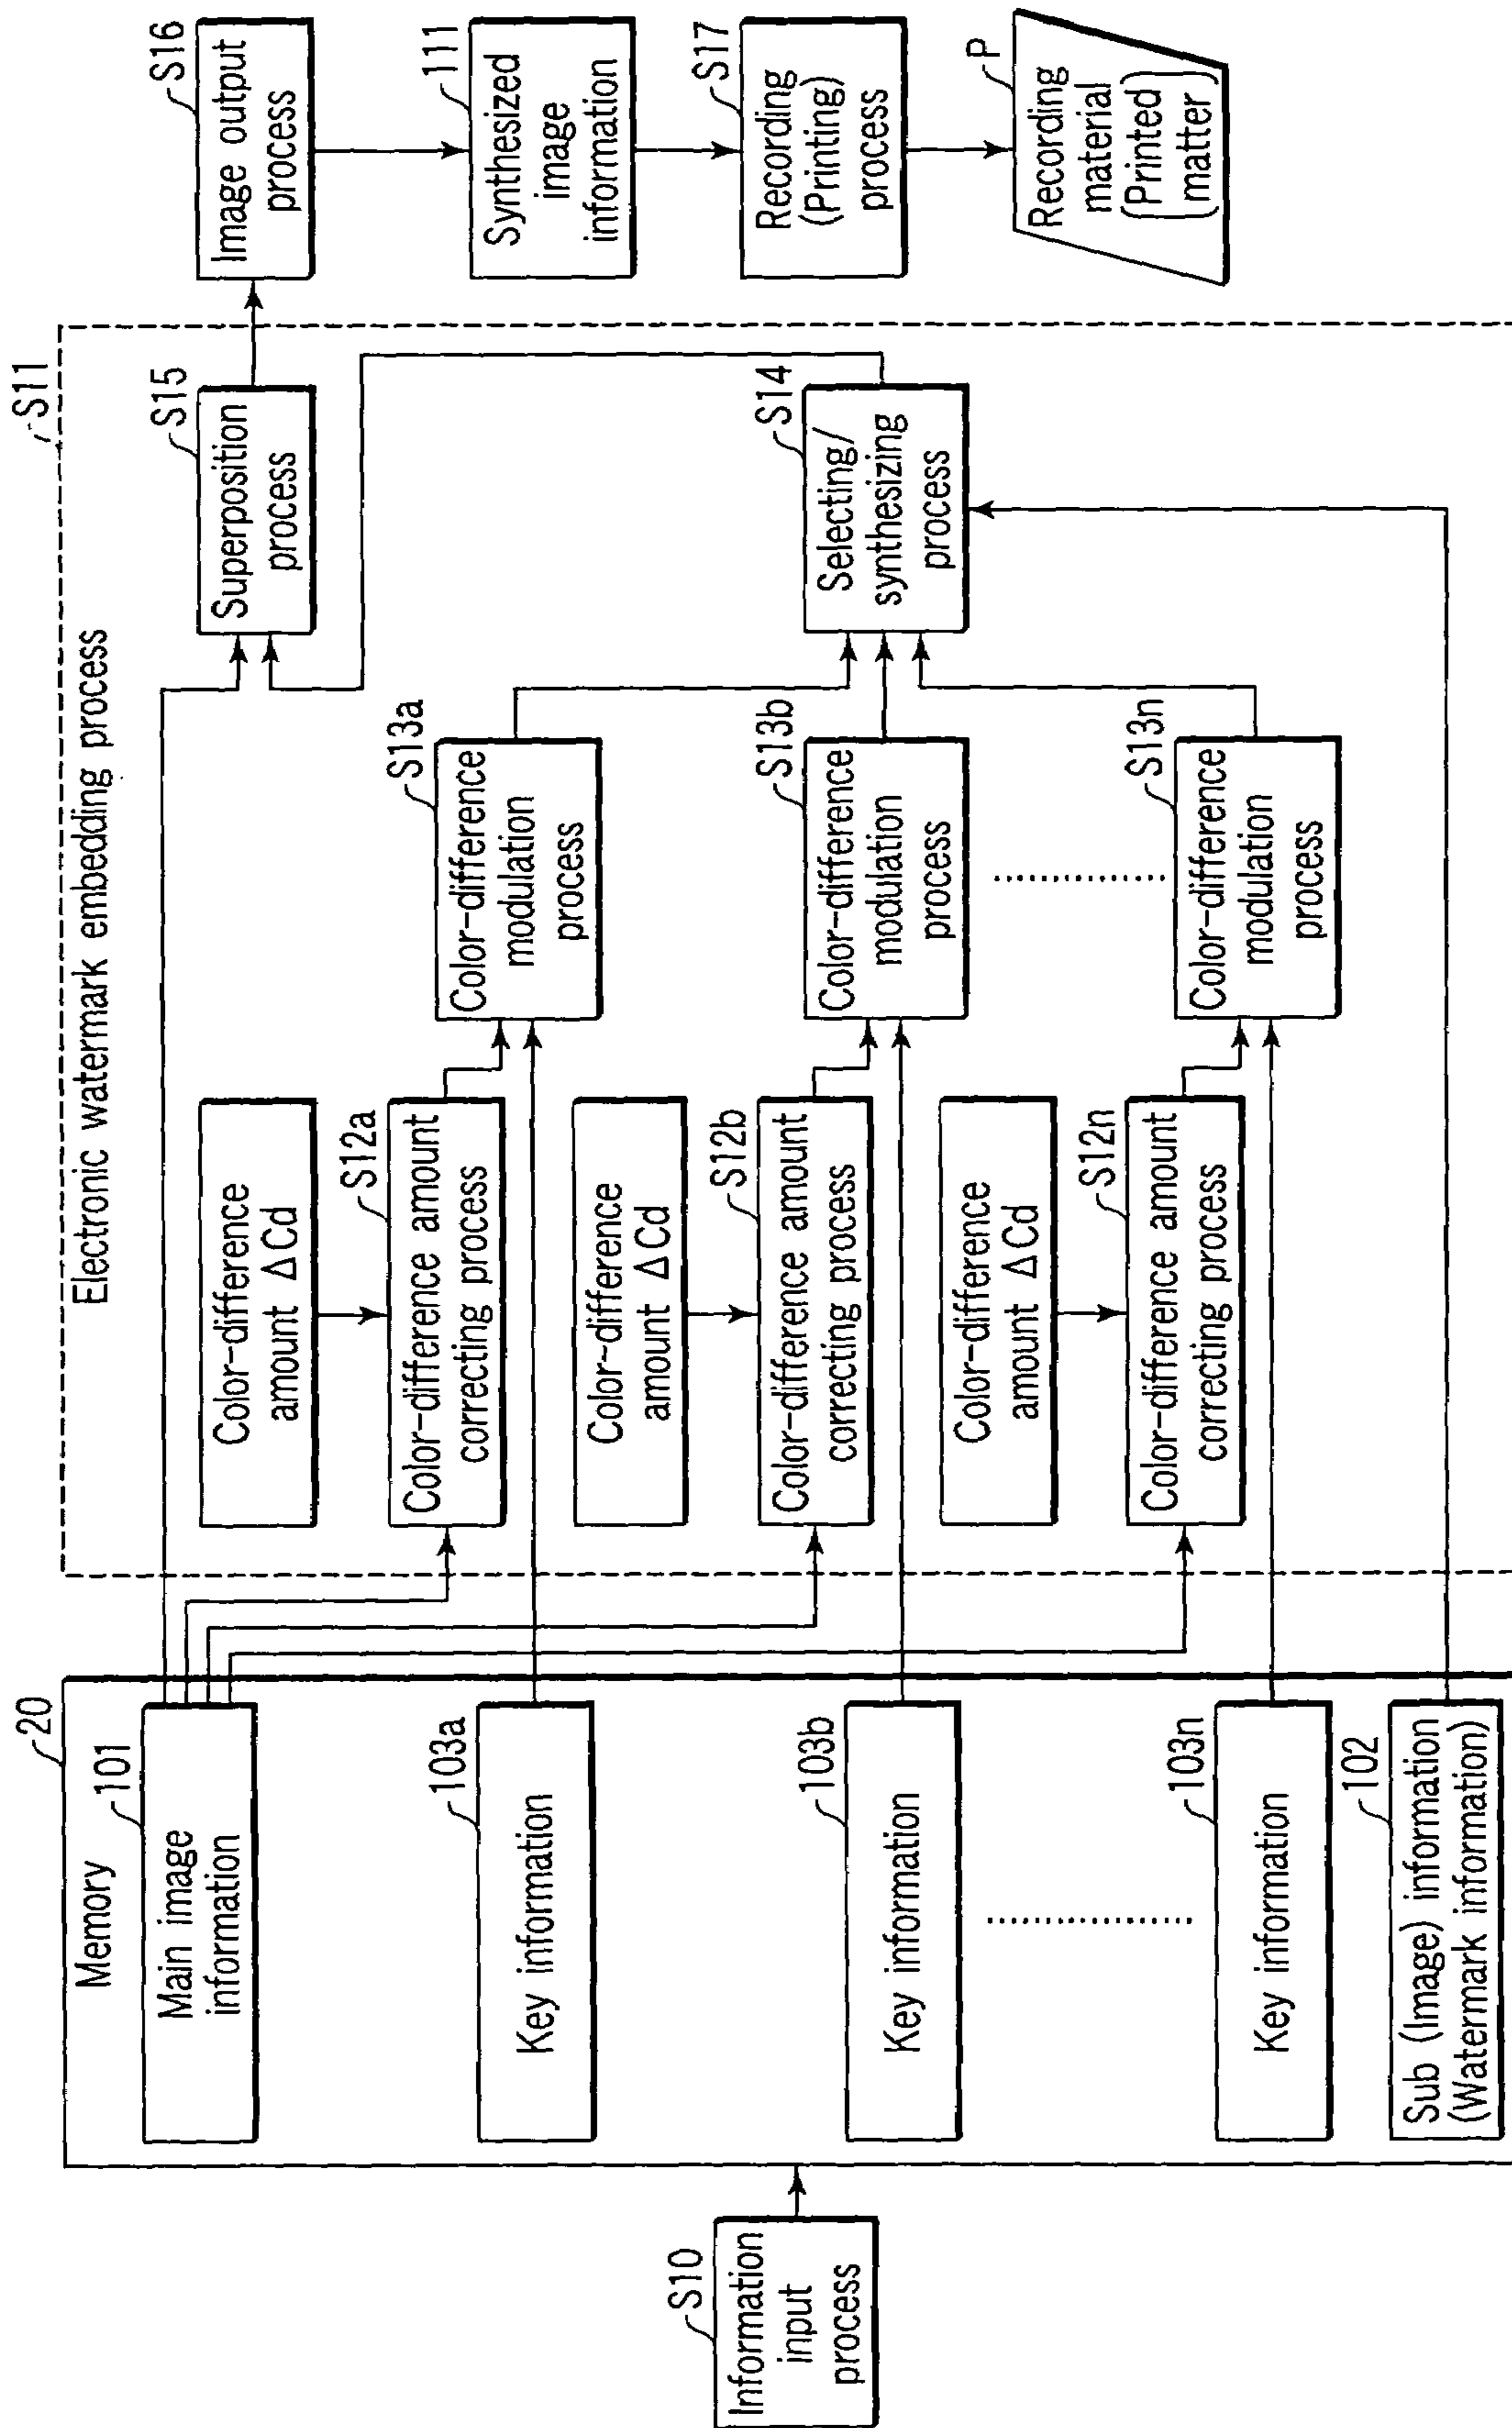 S10
Information
input
process
20
Memory
101
Main image
information
103a
Key information
103b
Key information
103n
Key information
102
Sub (Image) information
(Watermark information)
S11
Electronic watermark embedding process
Color-difference
amount ΔCd
S12a
Color-difference amount
correcting process
Color-difference
amount ΔCd
S12b
Color-difference amount
correcting process
Color-difference
amount ΔCd
S12n
Color-difference amount
correcting process
S13a
Color-difference
modulation
process
S13b
Color-difference
modulation
process
S13n
Color-difference
modulation
process
S14
Selecting/
synthesizing
process
S15
Superposition
process
S16
Image output
process
111
Synthesized
image
information
S17
Recording
(Printing)
process
P
Recording
material
(Printed
matter)